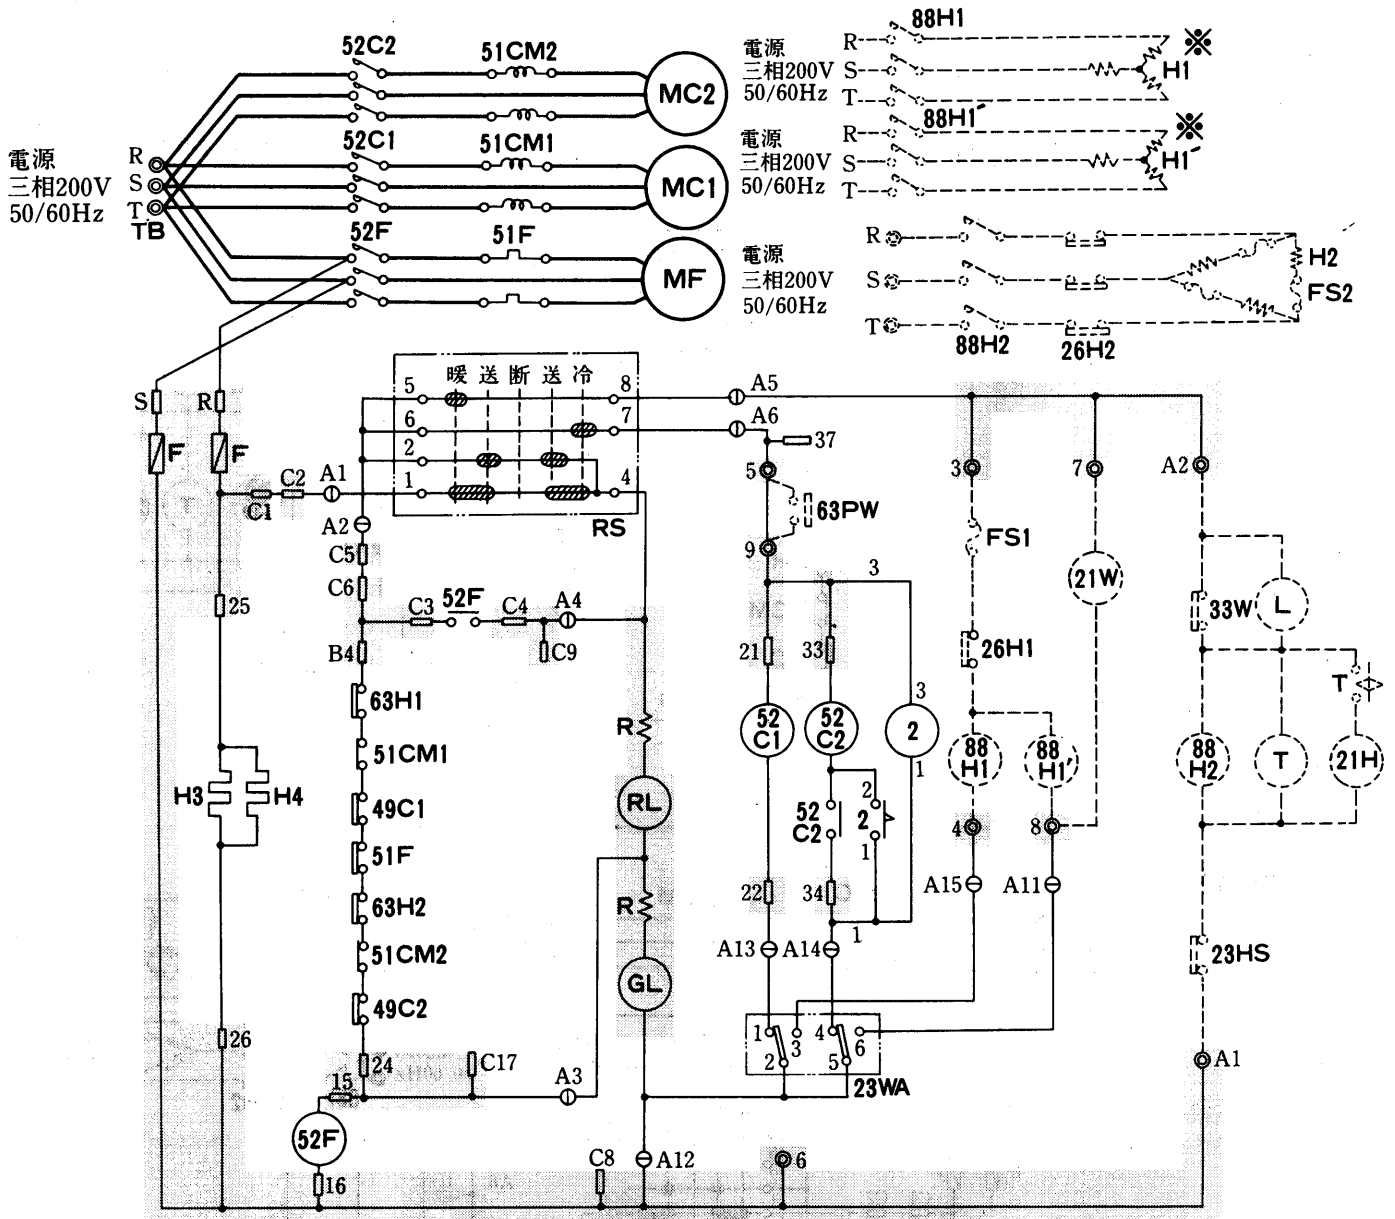 52C2
51CM2
MC2
電源
三相200V
50/60Hz
R
S
T
TB
52C1
51CM1
MC1
52F
51F
MF
電源
三相200V
50/60Hz
R
S
T
88H1
H1
※
電源
三相200V
50/60Hz
R
S
T
88H1′
H1′
※
電源
三相200V
50/60Hz
R
S
T
88H2
26H2
H2
FS2
S
R
F
F
C1
C2
A1
暖 送 断 送 冷
5
8
6
7
2
1
4
RS
A5
A6
37
5
63PW
9
3
FS1
7
21W
A2
A2
C5
C6
C3
52F
C4
A4
C9
B4
25
63H1
51CM1
49C1
51F
63H2
51CM2
49C2
24
H3
H4
26
R
RL
R
GL
3
21
33
52
C1
52
C2
3
2
1
52
C2
2
2
1
22
34
1
A13
A14
26H1
88
H1
88
H1′
4
8
A15
A11
33W
L
T
88
H2
T
21H
23HS
A1
1
2
3
4
5
6
23WA
15
C17
A3
52F
16
C8
A12
6